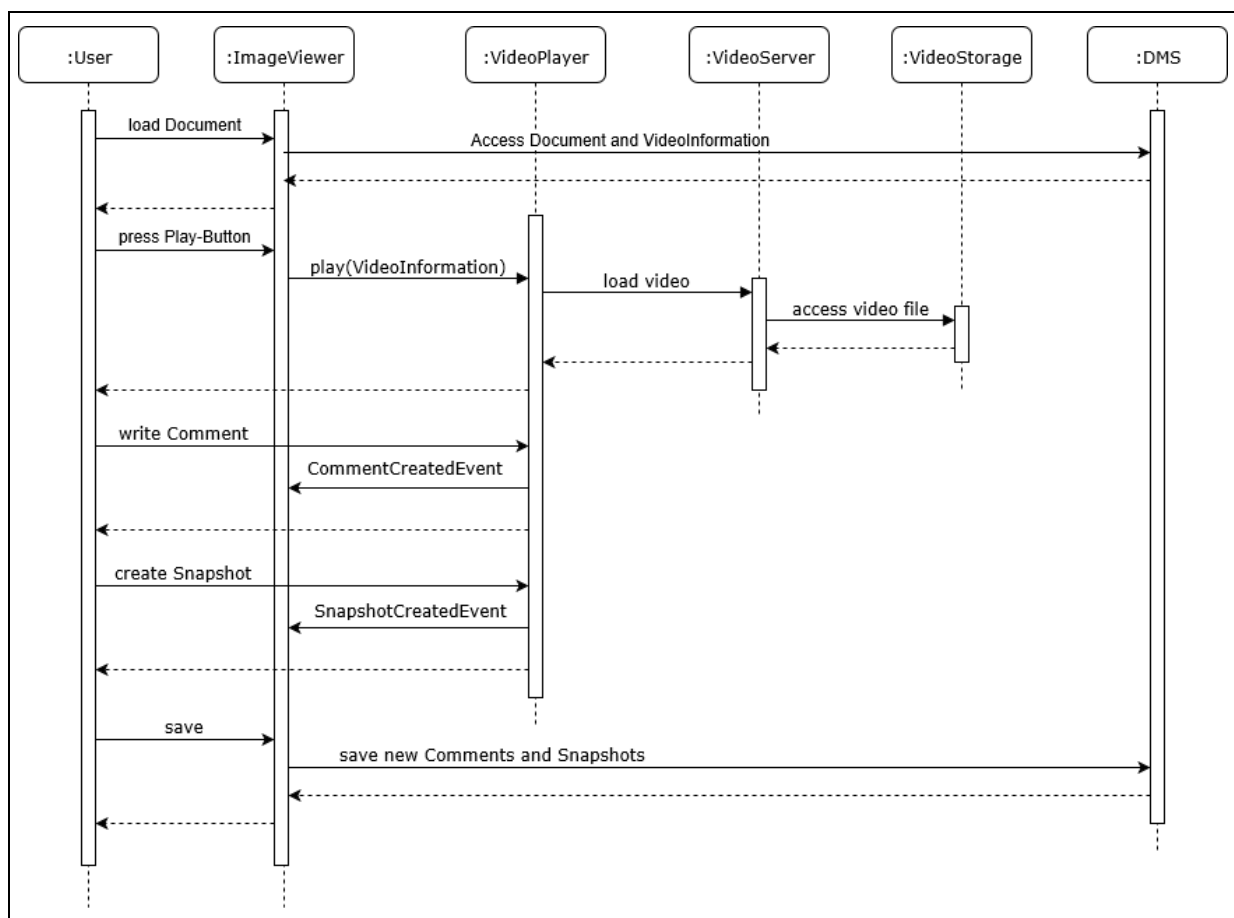 :User
:ImageViewer
:VideoPlayer
:VideoServer
:VideoStorage
:DMS
load Document
Access Document and VideoInformation
press Play-Button
play(VideoInformation)
load video
access video file
write Comment
CommentCreatedEvent
create Snapshot
SnapshotCreatedEvent
save
save new Comments and Snapshots